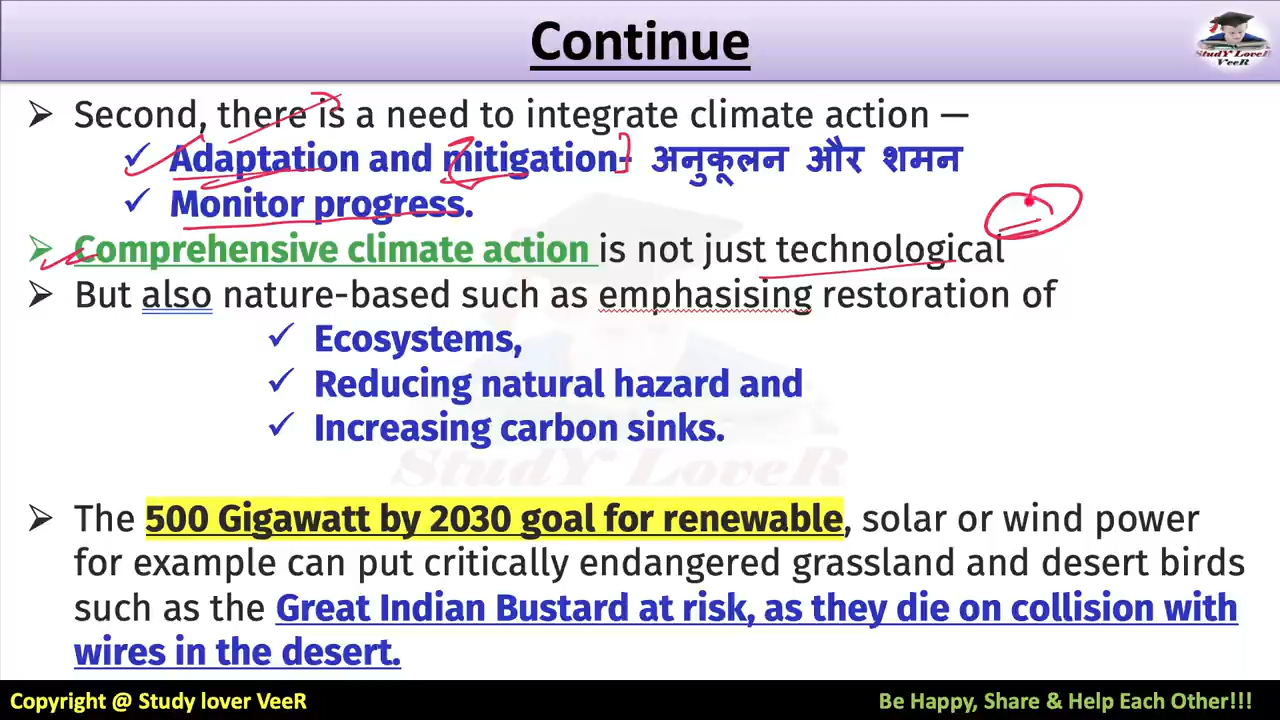 Continue
StudY LoveR
VeeR
➢ Second, there is a need to integrate climate action —
✓ Adaptation and mitigation- अनुकूलन और शमन
✓ Monitor progress.
➢ Comprehensive climate action is not just technological
➢ But also nature-based such as emphasising restoration of
✓ Ecosystems,
✓ Reducing natural hazard and
✓ Increasing carbon sinks.
StudY LoveR
➢ The 500 Gigawatt by 2030 goal for renewable, solar or wind power
for example can put critically endangered grassland and desert birds
such as the Great Indian Bustard at risk, as they die on collision with
wires in the desert.
Copyright @ Study lover VeeR
Be Happy, Share & Help Each Other!!!